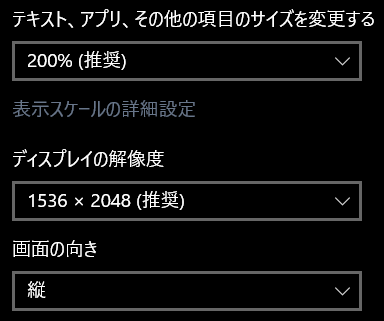 テキスト、アプリ、その他の項目のサイズを変更する
200% (推奨)
表示スケールの詳細設定
ディスプレイの解像度
1536 × 2048 (推奨)
画面の向き
縦